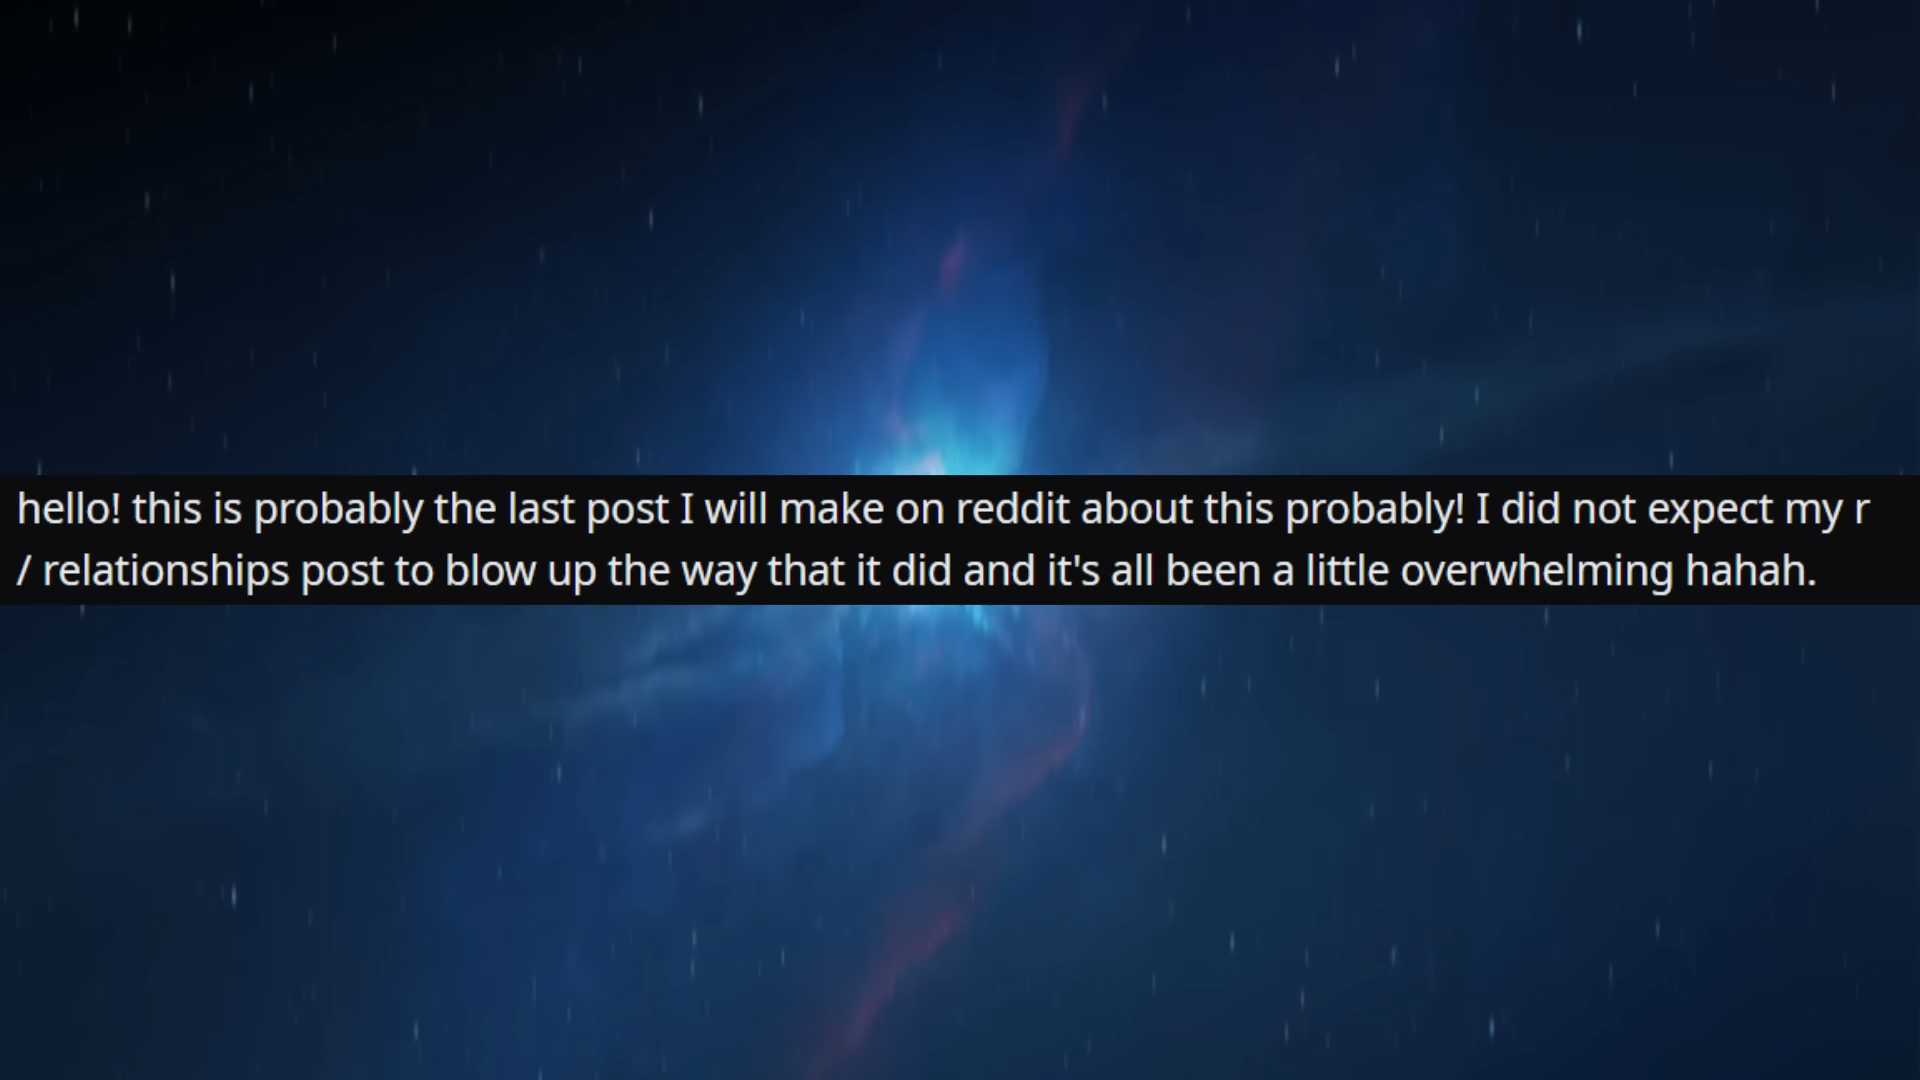 hello! this is probably the last post I will make on reddit about this probably! I did not expect my r
/ relationships post to blow up the way that it did and it's all been a little overwhelming hahah.